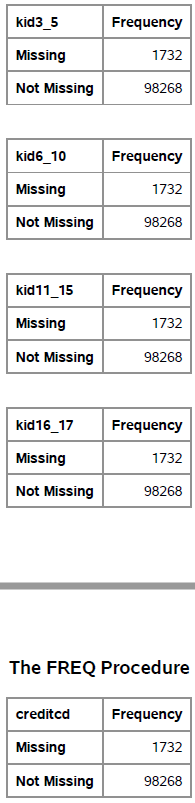 kid3_5 Frequency
Missing 1732
Not Missing 98268
kid6_10 Frequency
Missing 1732
Not Missing 98268
kid11_15 Frequency
Missing 1732
Not Missing 98268
kid16_17 Frequency
Missing 1732
Not Missing 98268
The FREQ Procedure
creditcd Frequency
Missing 1732
Not Missing 98268